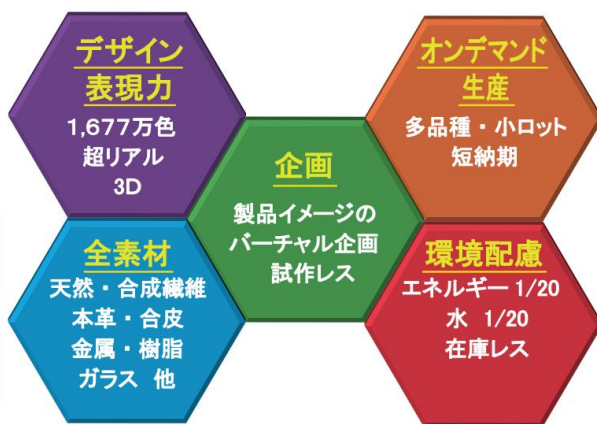 デザイン
表現力
1,677万色
超リアル
3D
オンデマンド
生産
多品種・小ロット
短納期
企画
製品イメージの
バーチャル企画
試作レス
全素材
天然・合成繊維
本革・合皮
金属・樹脂
ガラス 他
環境配慮
エネルギー 1/20
水 1/20
在庫レス